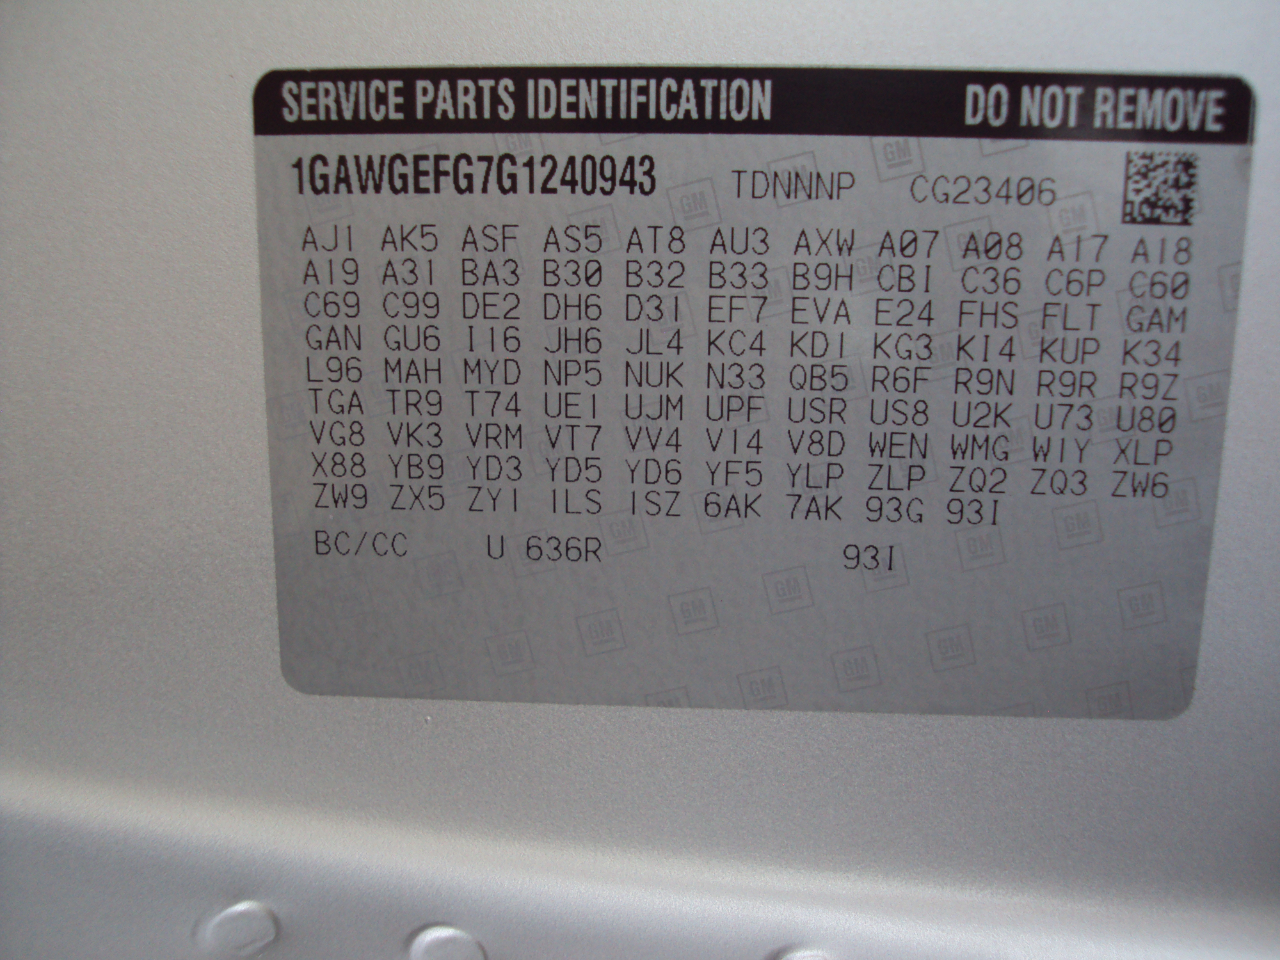 SERVICE PARTS IDENTIFICATION DO NOT REMOVE
1GAWGEFG7G1240943 TDNNNP CG23406
AJ1 AK5 ASF AS5 AT8 AU3 AXW A07 A08 A17 A18
A19 A31 BA3 B30 B32 B33 B9H CB1 C36 C6P C60
C69 C99 DE2 DH6 D31 EF7 EVA E24 FHS FLT GAM
GAN GU6 I16 JH6 JL4 KC4 KD1 KG3 KI4 KUP K34
L96 MAH MYD NP5 NUK N33 QB5 R6F R9N R9R R9Z
TGA TR9 T74 UE1 UJM UPF USR US8 U2K U73 U80
VG8 VK3 VRM VT7 VV4 V14 V8D WEN WMG W1Y XLP
X88 YB9 YD3 YD5 YD6 YF5 YLP ZLP ZQ2 ZQ3 ZW6
ZW9 ZX5 ZY1 1LS 1SZ 6AK 7AK 93G 93I
BC/CC U 636R 93I